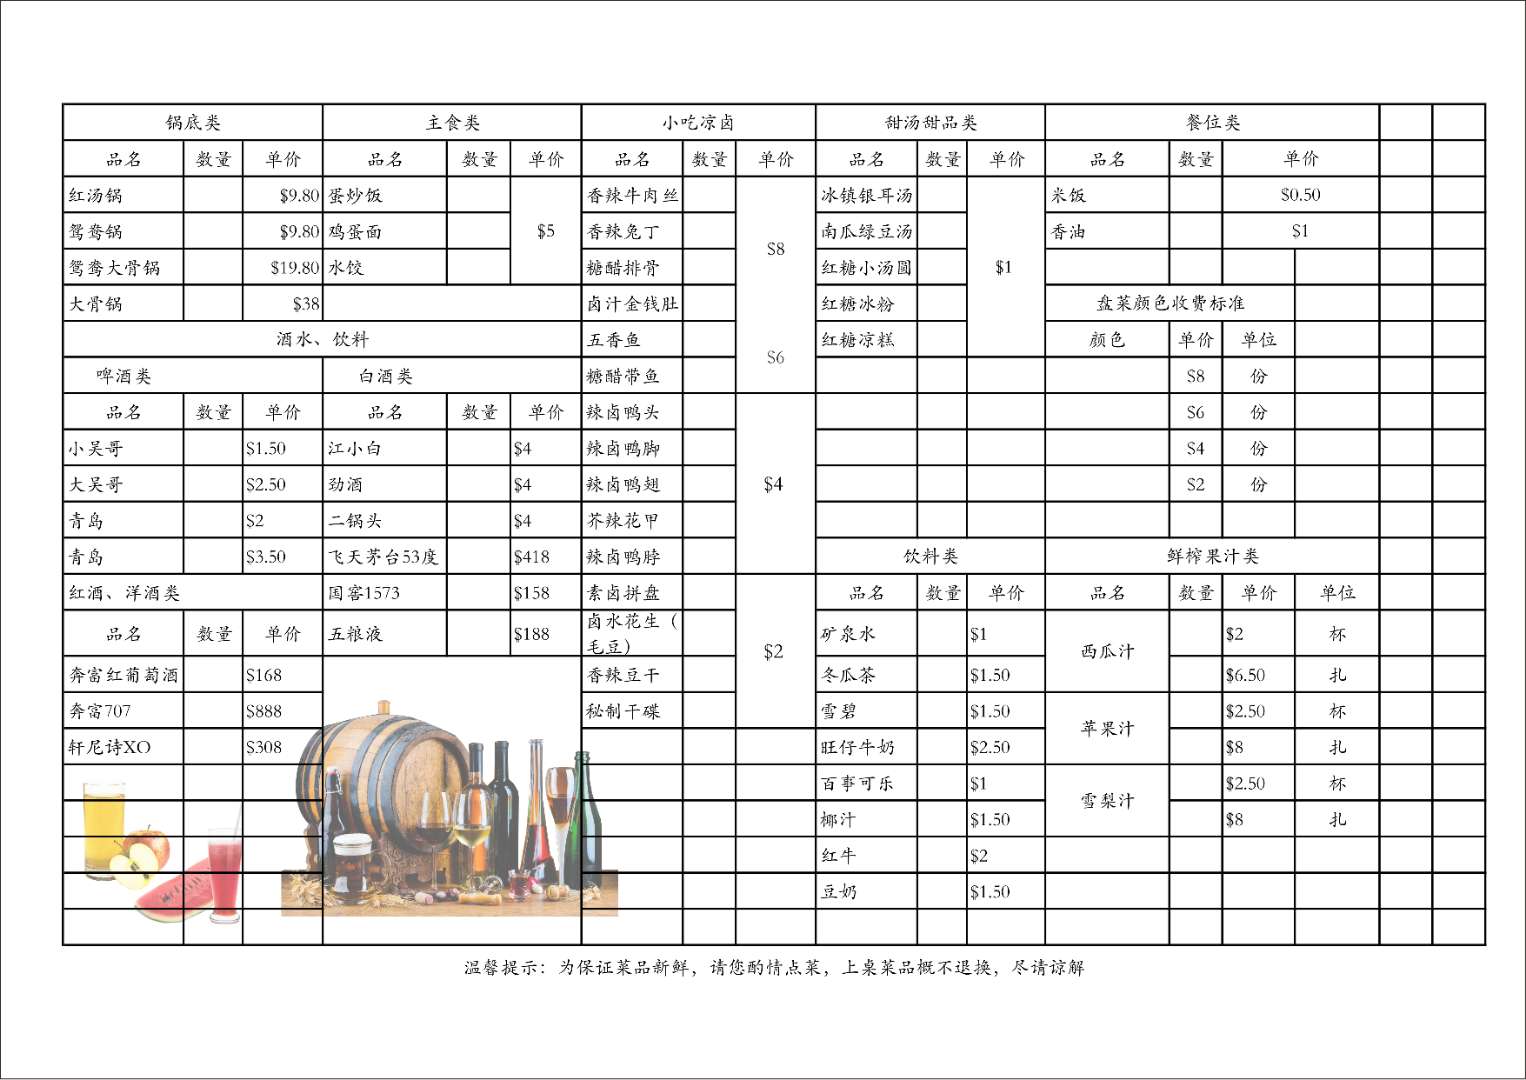 锅底类 主食类 小吃凉卤 甜汤甜品类 餐位类
品名 数量 单价 品名 数量 单价 品名 数量 单价 品名 数量 单价 品名 数量 单价
红汤锅 $9.80 蛋炒饭 香辣牛肉丝 冰镇银耳汤 米饭 $0.50
鸳鸯锅 $9.80 鸡蛋面 $5 香辣兔丁 南瓜绿豆汤 香油 $1
$8
鸳鸯大骨锅 $19.80 水饺 糖醋排骨 红糖小汤圆 $1
大骨锅 $38 卤汁金钱肚 红糖冰粉 盘菜颜色收费标准
酒水、饮料 五香鱼 红糖凉糕 颜色 单价 单位
$6
啤酒类 白酒类 糖醋带鱼 $8 份
品名 数量 单价 品名 数量 单价 辣卤鸭头 $6 份
小吴哥 $1.50 江小白 $4 辣卤鸭脚 $4 份
大吴哥 $2.50 劲酒 $4 辣卤鸭翅 $4 $2 份
青岛 $2 二锅头 $4 芥辣花甲
青岛 $3.50 飞天茅台53度 $418 辣卤鸭脖 饮料类 鲜榨果汁类
红酒、洋酒类 国窖1573 $158 素卤拼盘 品名 数量 单价 品名 数量 单价 单位
品名 数量 单价 五粮液 $188 卤水花生（ 矿泉水 $1 $2 杯
毛豆）
$2 西瓜汁
奔富红葡萄酒 $168 香辣豆干 冬瓜茶 $1.50 $6.50 扎
奔富707 $888 秘制干碟 雪碧 $1.50 $2.50 杯
苹果汁
轩尼诗XO $308 旺仔牛奶 $2.50 $8 扎
百事可乐 $1 $2.50 杯
雪梨汁
椰汁 $1.50 $8 扎
红牛 $2
豆奶 $1.50
温馨提示：为保证菜品新鲜，请您酌情点菜，上桌菜品概不退换，尽请谅解